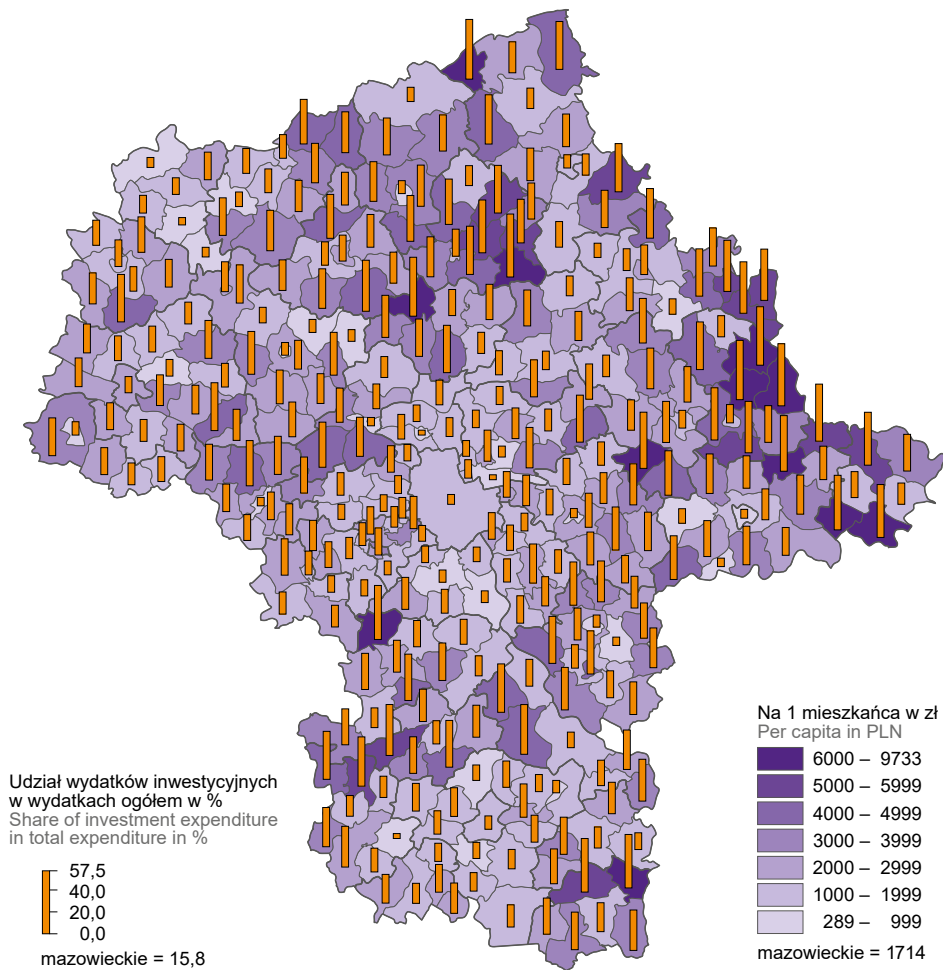 Na 1 mieszkańca w zł
Per capita in PLN
6000 – 9733
5000 – 5999
4000 – 4999
3000 – 3999
2000 – 2999
1000 – 1999
289 – 999
mazowieckie = 1714
Udział wydatków inwestycyjnych
w wydatkach ogółem w %
Share of investment expenditure
in total expenditure in %
57,5
40,0
20,0
0,0
mazowieckie = 15,8